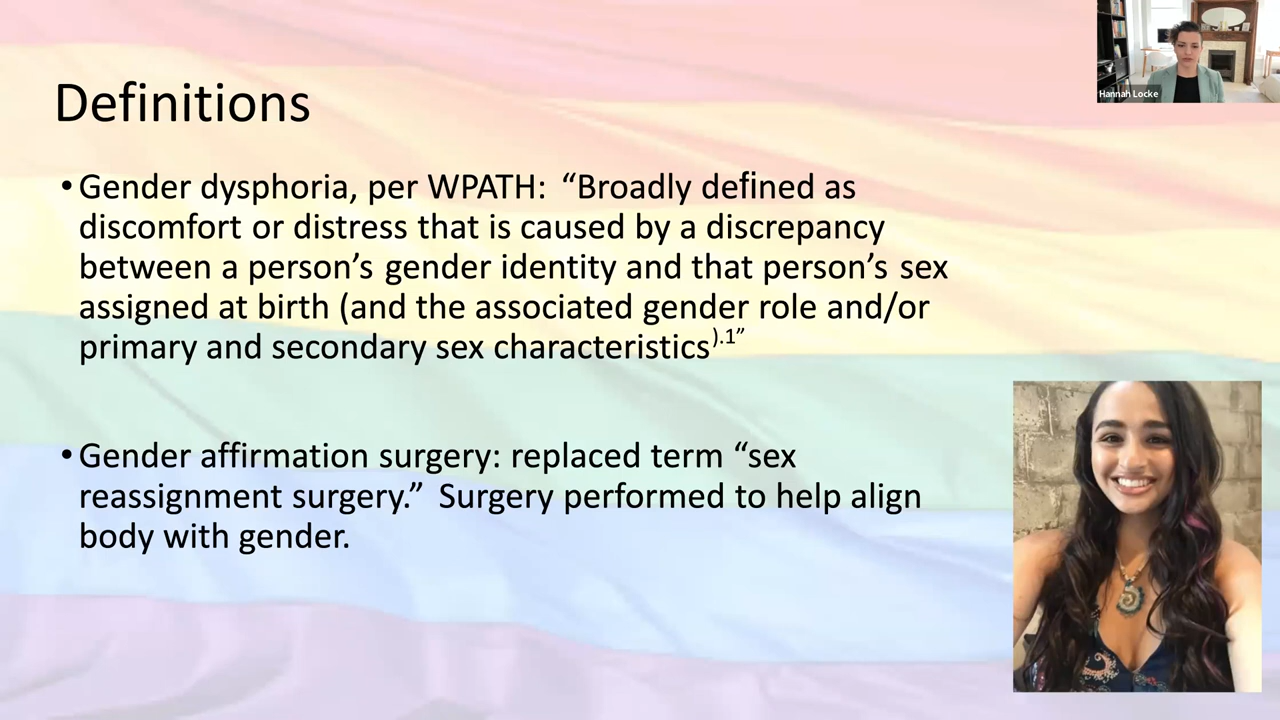 Hannah Locke
Definitions
• Gender dysphoria, per WPATH:  “Broadly defined as
discomfort or distress that is caused by a discrepancy
between a person’s gender identity and that person’s sex
assigned at birth (and the associated gender role and/or
primary and secondary sex characteristics).1”
• Gender affirmation surgery: replaced term “sex
reassignment surgery.”  Surgery performed to help align
body with gender.